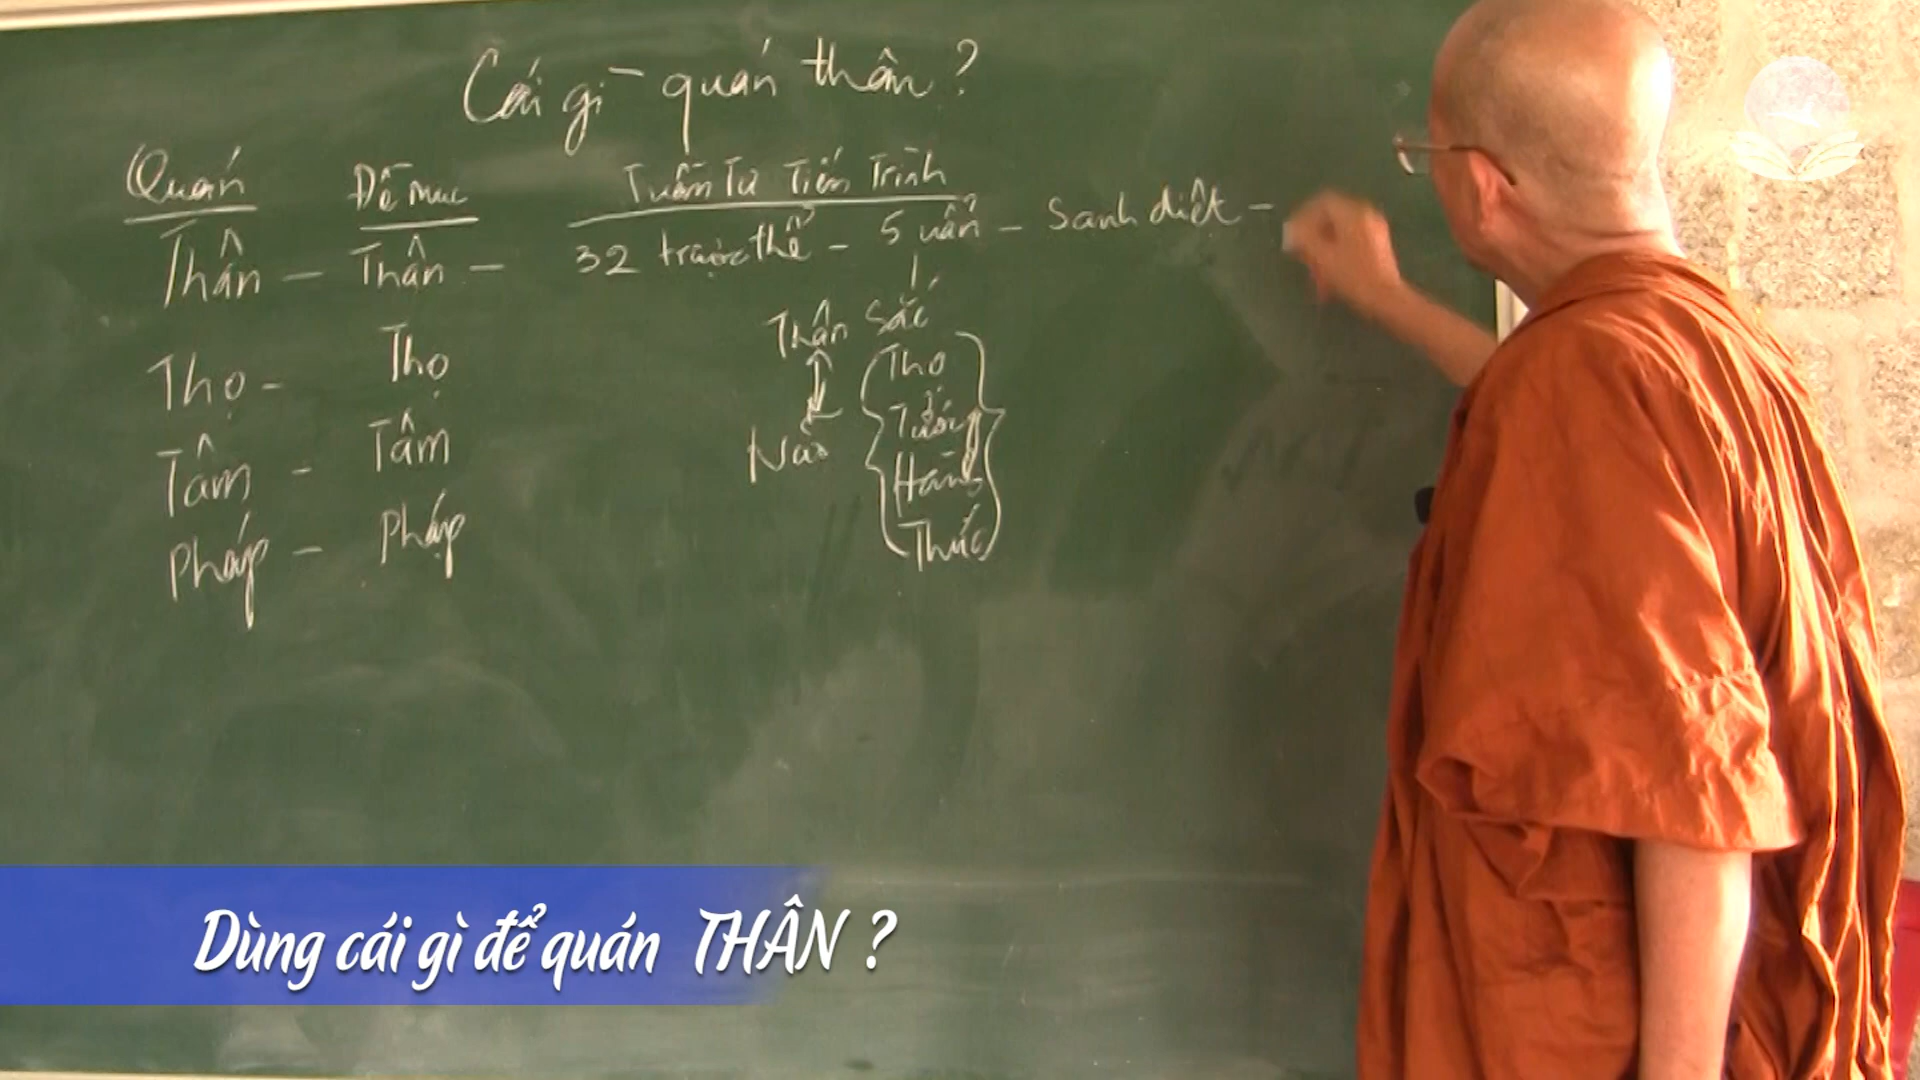 Cái gì - quán thân ?
Quán Đề mục Tuần Tự Tiến Trình
Thân - Thân - 32 trược thể - 5 uẩn - Sanh diệt -
Thân Sắc
Thọ - Thọ Thọ
Tưởng
Tâm - Tâm Não Hành
Pháp - Pháp Thức
Dùng cái gì để quán THÂN ?